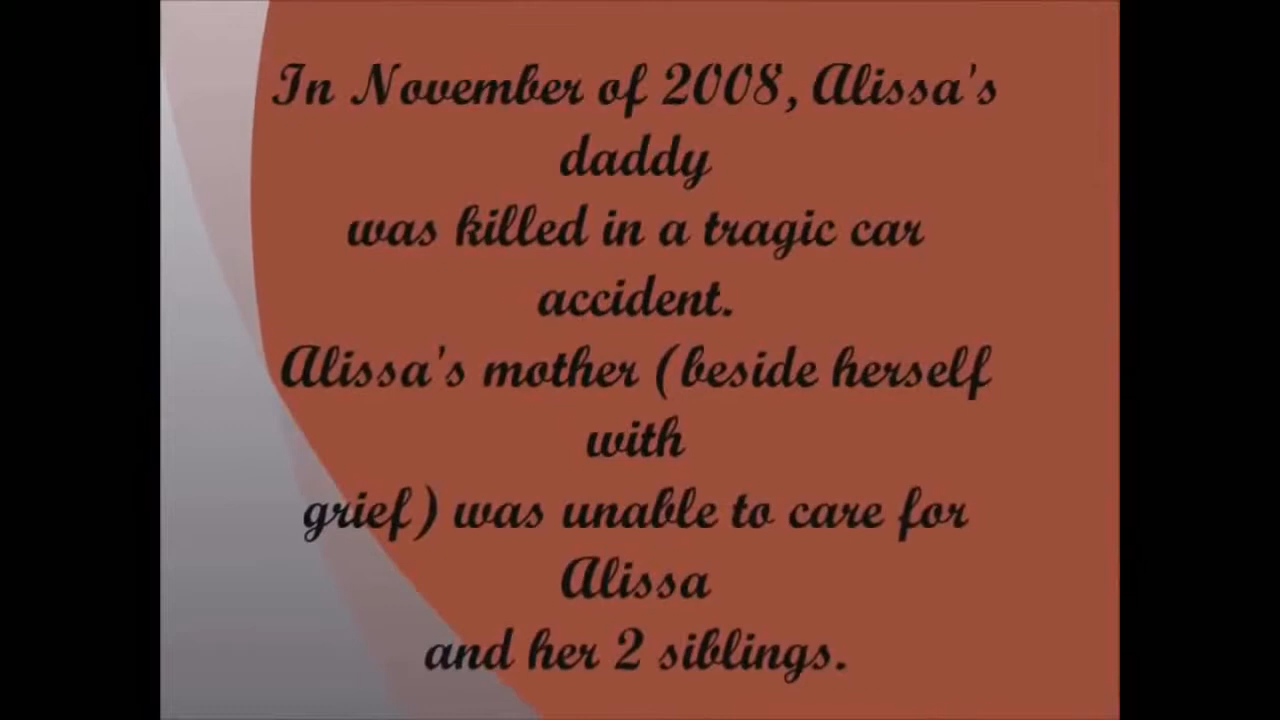 In November of 2008, Alissa's
daddy
was killed in a tragic car
accident.
Alissa's mother (beside herself
with
grief) was unable to care for
Alissa
and her 2 siblings.